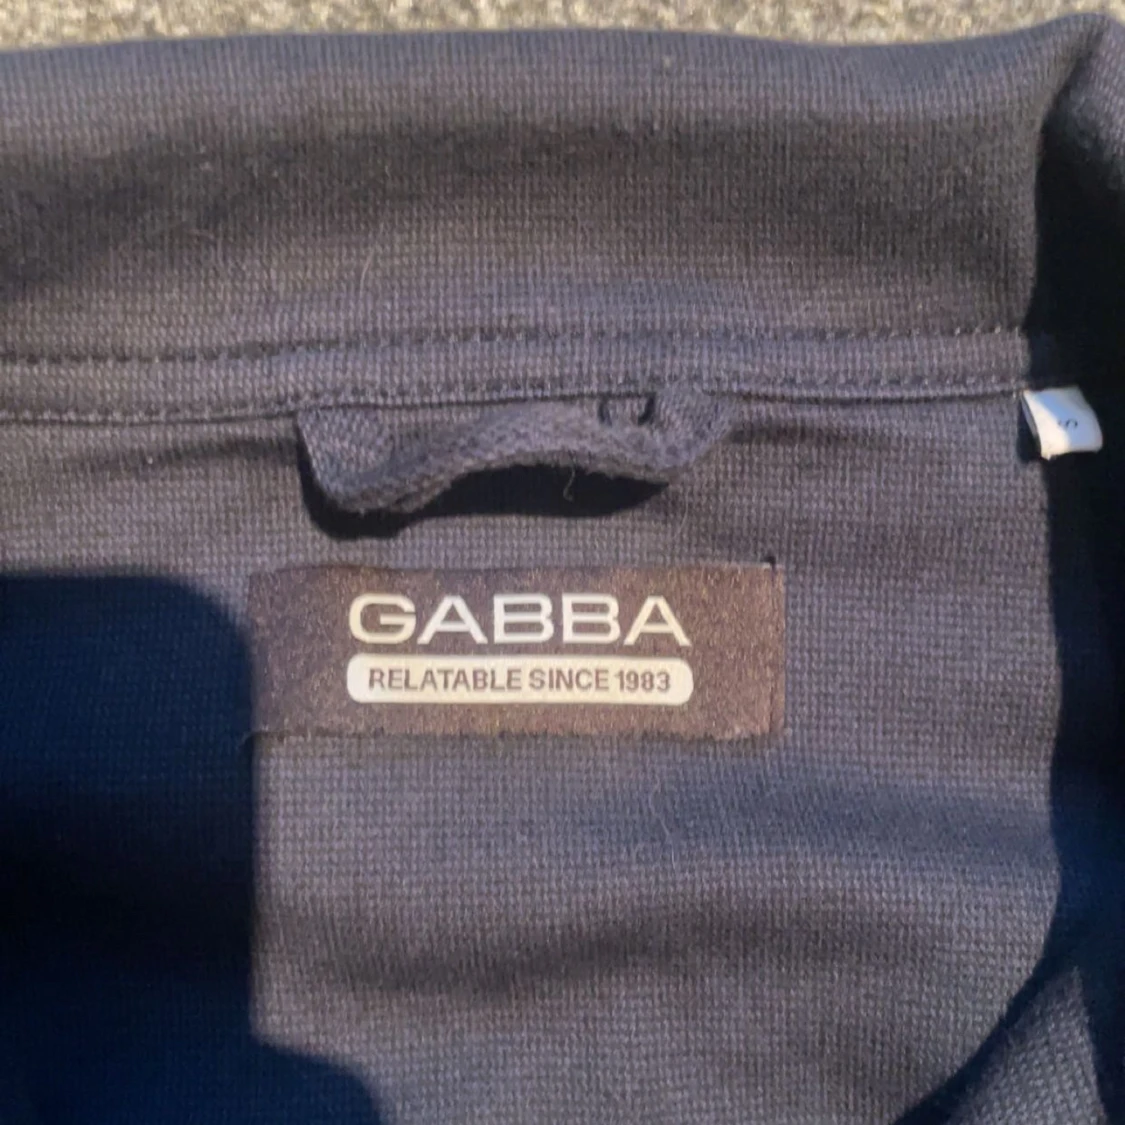 S
GABBA
RELATABLE SINCE 1983